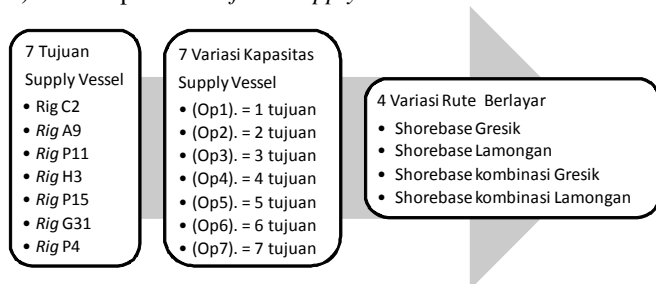 7 Tujuan
Supply Vessel
• Rig C2
• Rig A9
• Rig P11
• Rig H3
• Rig P15
• Rig G31
• Rig P4
7 Variasi Kapasitas
Supply Vessel
• (Op1). = 1 tujuan
• (Op2). = 2 tujuan
• (Op3). = 3 tujuan
• (Op4). = 4 tujuan
• (Op5). = 5 tujuan
• (Op6). = 6 tujuan
• (Op7). = 7 tujuan
4 Variasi Rute Berlayar
• Shorebase Gresik
• Shorebase Lamongan
• Shorebase kombinasi Gresik
• Shorebase kombinasi Lamongan